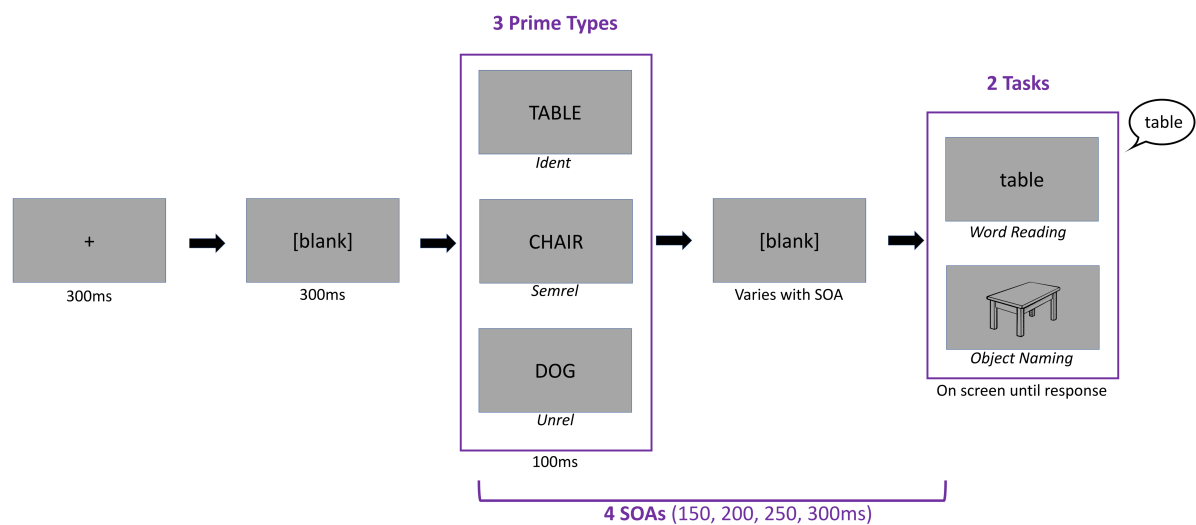 3 Prime Types
2 Tasks
TABLE
Ident
table
table
Word Reading
+
300ms
[blank]
300ms
CHAIR
Semrel
[blank]
Varies with SOA
Object Naming
DOG
Unrel
On screen until response
100ms
4 SOAs (150, 200, 250, 300ms)